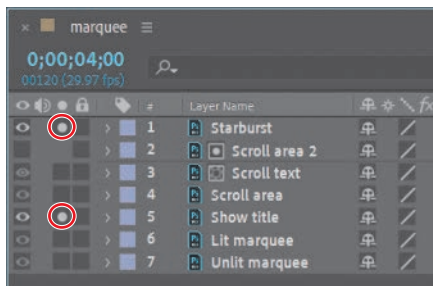 marquee
0;00;04;00
00120 (29.97 fps)
# Layer Name fx
1 Starburst
2 Scroll area 2
3 Scroll text
4 Scroll area
5 Show title
6 Lit marquee
7 Unlit marquee